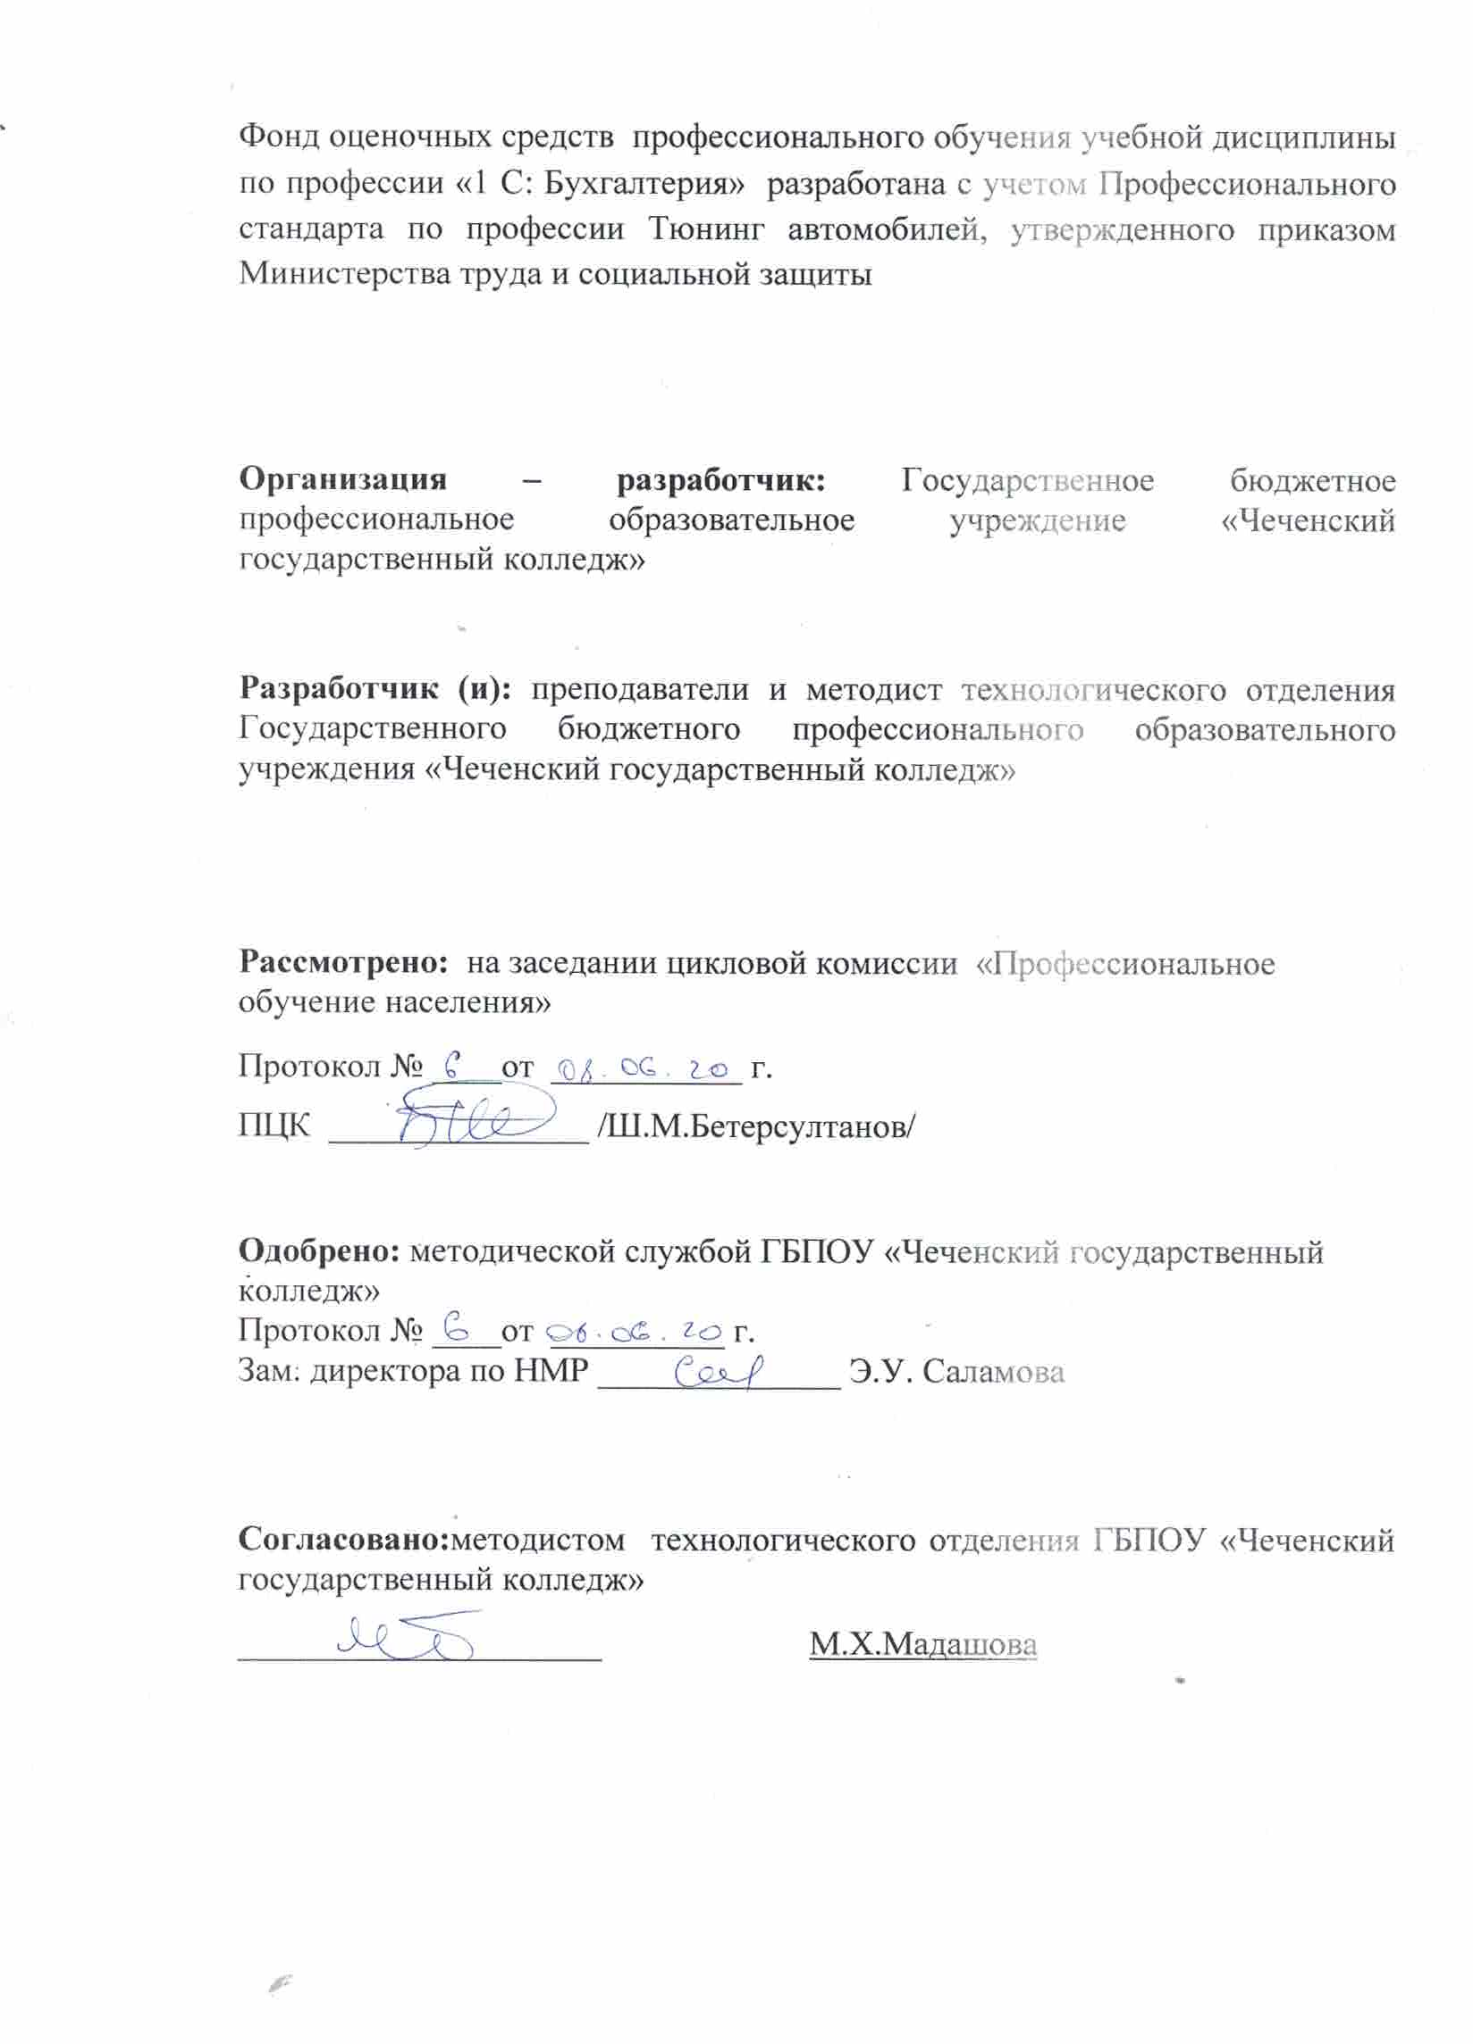 Фонд оценочных средств профессионального обучения учебной дисциплины
по профессии «1 С: Бухгалтерия» разработана с учетом Профессионального
стандарта по профессии Тюнинг автомобилей, утвержденного приказом
Министерства труда и социальной защиты
Организация – разработчик: Государственное бюджетное
профессиональное образовательное учреждение «Чеченский
государственный колледж»
Разработчик (и): преподаватели и методист технологического отделения
Государственного бюджетного профессионального образовательного
учреждения «Чеченский государственный колледж»
Рассмотрено: на заседании цикловой комиссии «Профессиональное
обучение населения»
Протокол № 6 от 08.06.20 г.
ПЦК /Ш.М.Бетерсултанов/
Одобрено: методической службой ГБПОУ «Чеченский государственный
колледж»
Протокол № 6 от 06.06.20 г.
Зам. директора по НМР Э.У. Саламова
Согласовано:методистом технологического отделения ГБПОУ «Чеченский
государственный колледж»
М.Х.Мадашова